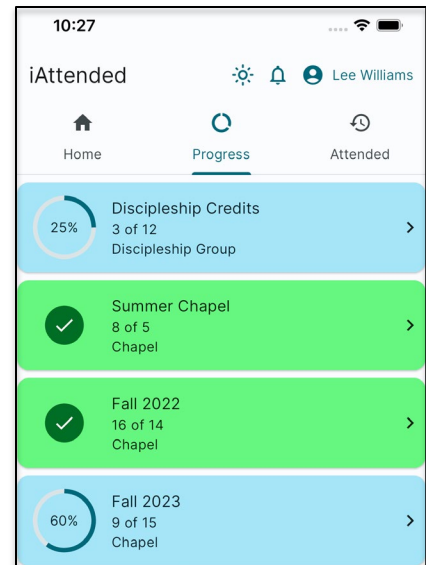 10:27
iAttended
Lee Williams
Home
Progress
Attended
25%
Discipleship Credits
3 of 12
Discipleship Group
Summer Chapel
8 of 5
Chapel
Fall 2022
16 of 14
Chapel
60%
Fall 2023
9 of 15
Chapel